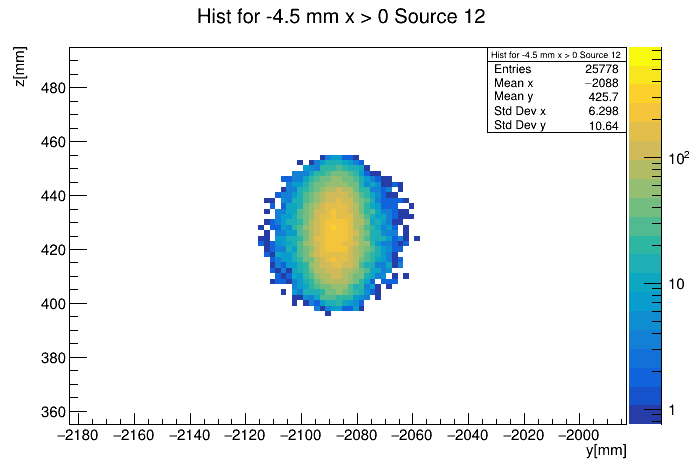 Hist for -4.5 mm x > 0 Source 12
z[mm]
Hist for -4.5 mm x > 0 Source 12
Entries 25778
Mean x −2088
Mean y 425.7
Std Dev x 6.298
Std Dev y 10.64
480
460
440
420
400
380
360
10²
10
1
−2180 −2160 −2140 −2120 −2100 −2080 −2060 −2040 −2020 −2000
y[mm]